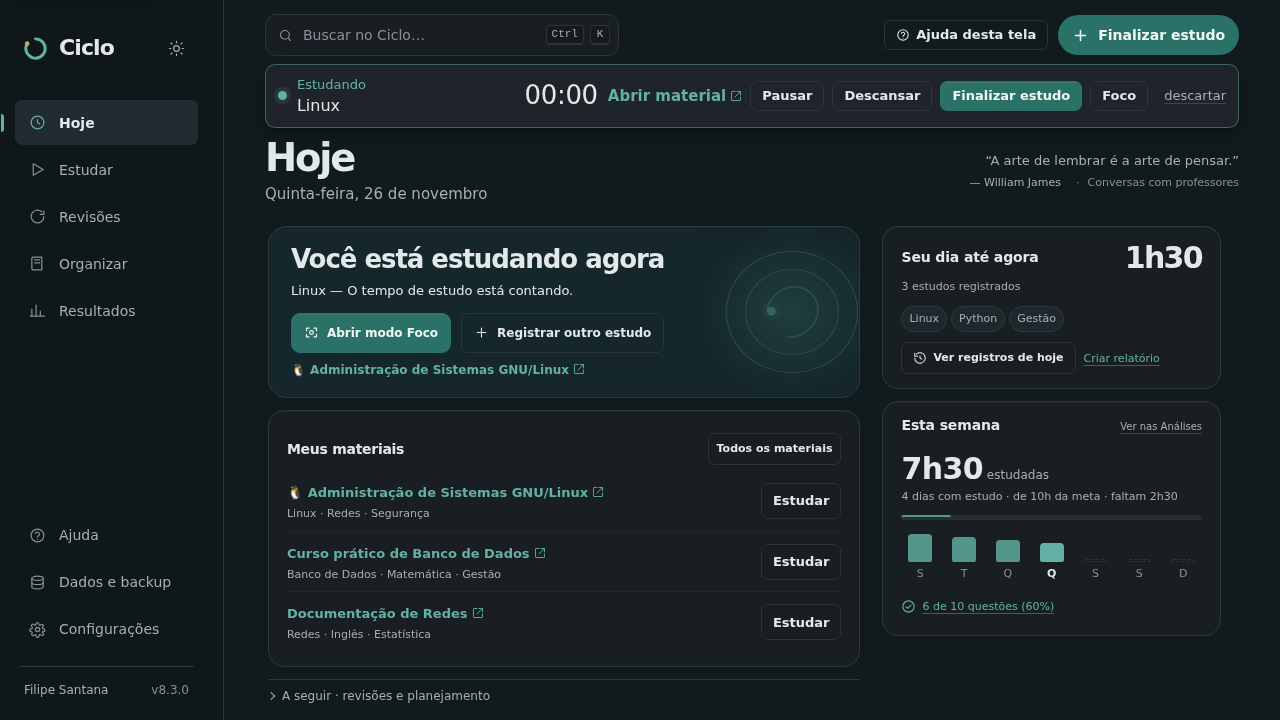 Ciclo
Hoje
Estudar
Revisões
Organizar
Resultados
Ajuda
Dados e backup
Configurações
Filipe Santana v8.3.0
Buscar no Ciclo… Ctrl K
Ajuda desta tela
Finalizar estudo
Estudando
Linux
00:00 Abrir material Pausar Descansar Finalizar estudo Foco descartar
Hoje
Quinta-feira, 26 de novembro
“A arte de lembrar é a arte de pensar.”
— William James · Conversas com professores
Você está estudando agora
Linux — O tempo de estudo está contando.
Abrir modo Foco Registrar outro estudo
🐧 Administração de Sistemas GNU/Linux
Meus materiais Todos os materiais
🐧 Administração de Sistemas GNU/Linux
Linux · Redes · Segurança
Estudar
Curso prático de Banco de Dados
Banco de Dados · Matemática · Gestão
Estudar
Documentação de Redes
Redes · Inglês · Estatística
Estudar
A seguir · revisões e planejamento
Seu dia até agora 1h30
3 estudos registrados
Linux Python Gestão
Ver registros de hoje Criar relatório
Esta semana Ver nas Análises
7h30 estudadas
4 dias com estudo · de 10h da meta · faltam 2h30
S T Q Q S S D
6 de 10 questões (60%)